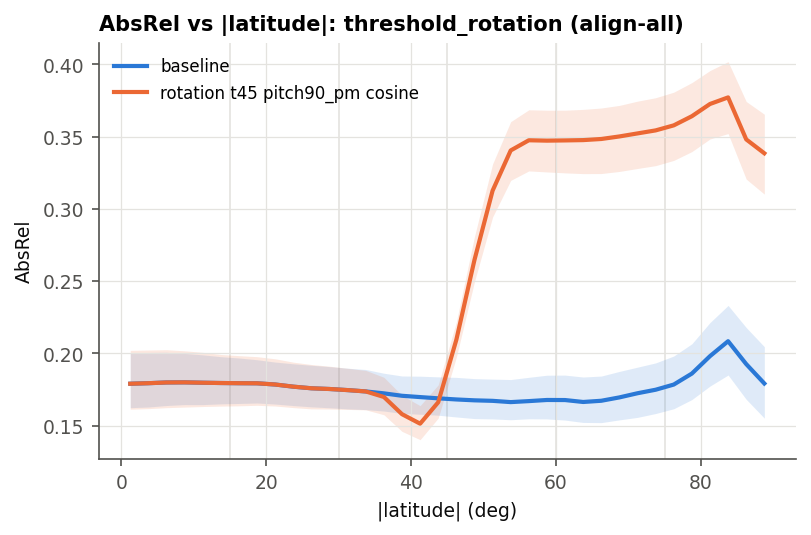 AbsRel vs |latitude|: threshold_rotation (align-all)
baseline
rotation t45 pitch90_pm cosine
0.40
0.35
0.30
0.25
0.20
0.15
AbsRel
0 20 40 60 80
|latitude| (deg)